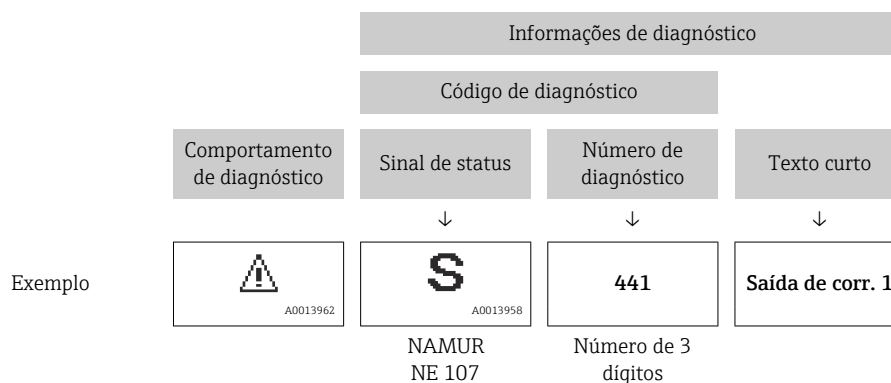 Informações de diagnóstico
Código de diagnóstico
Comportamento
de diagnóstico
Sinal de status
Número de
diagnóstico
Texto curto
↓ ↓ ↓
Exemplo
S
441
Saída de corr. 1
A0013962
A0013958
NAMUR
NE 107
Número de 3
dígitos